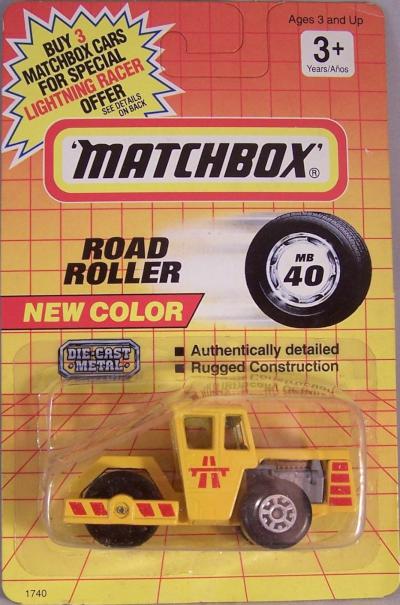 BUY 3
MATCHBOX CARS
FOR SPECIAL
LIGHTNING RACER
OFFER
SEE DETAILS
ON BACK
Ages 3 and Up
3+
Years/Años
'MATCHBOX'®
ROAD
ROLLER
MB
40
NEW COLOR
DIE-CAST
METAL
■ Authentically detailed
■ Rugged Construction
1740